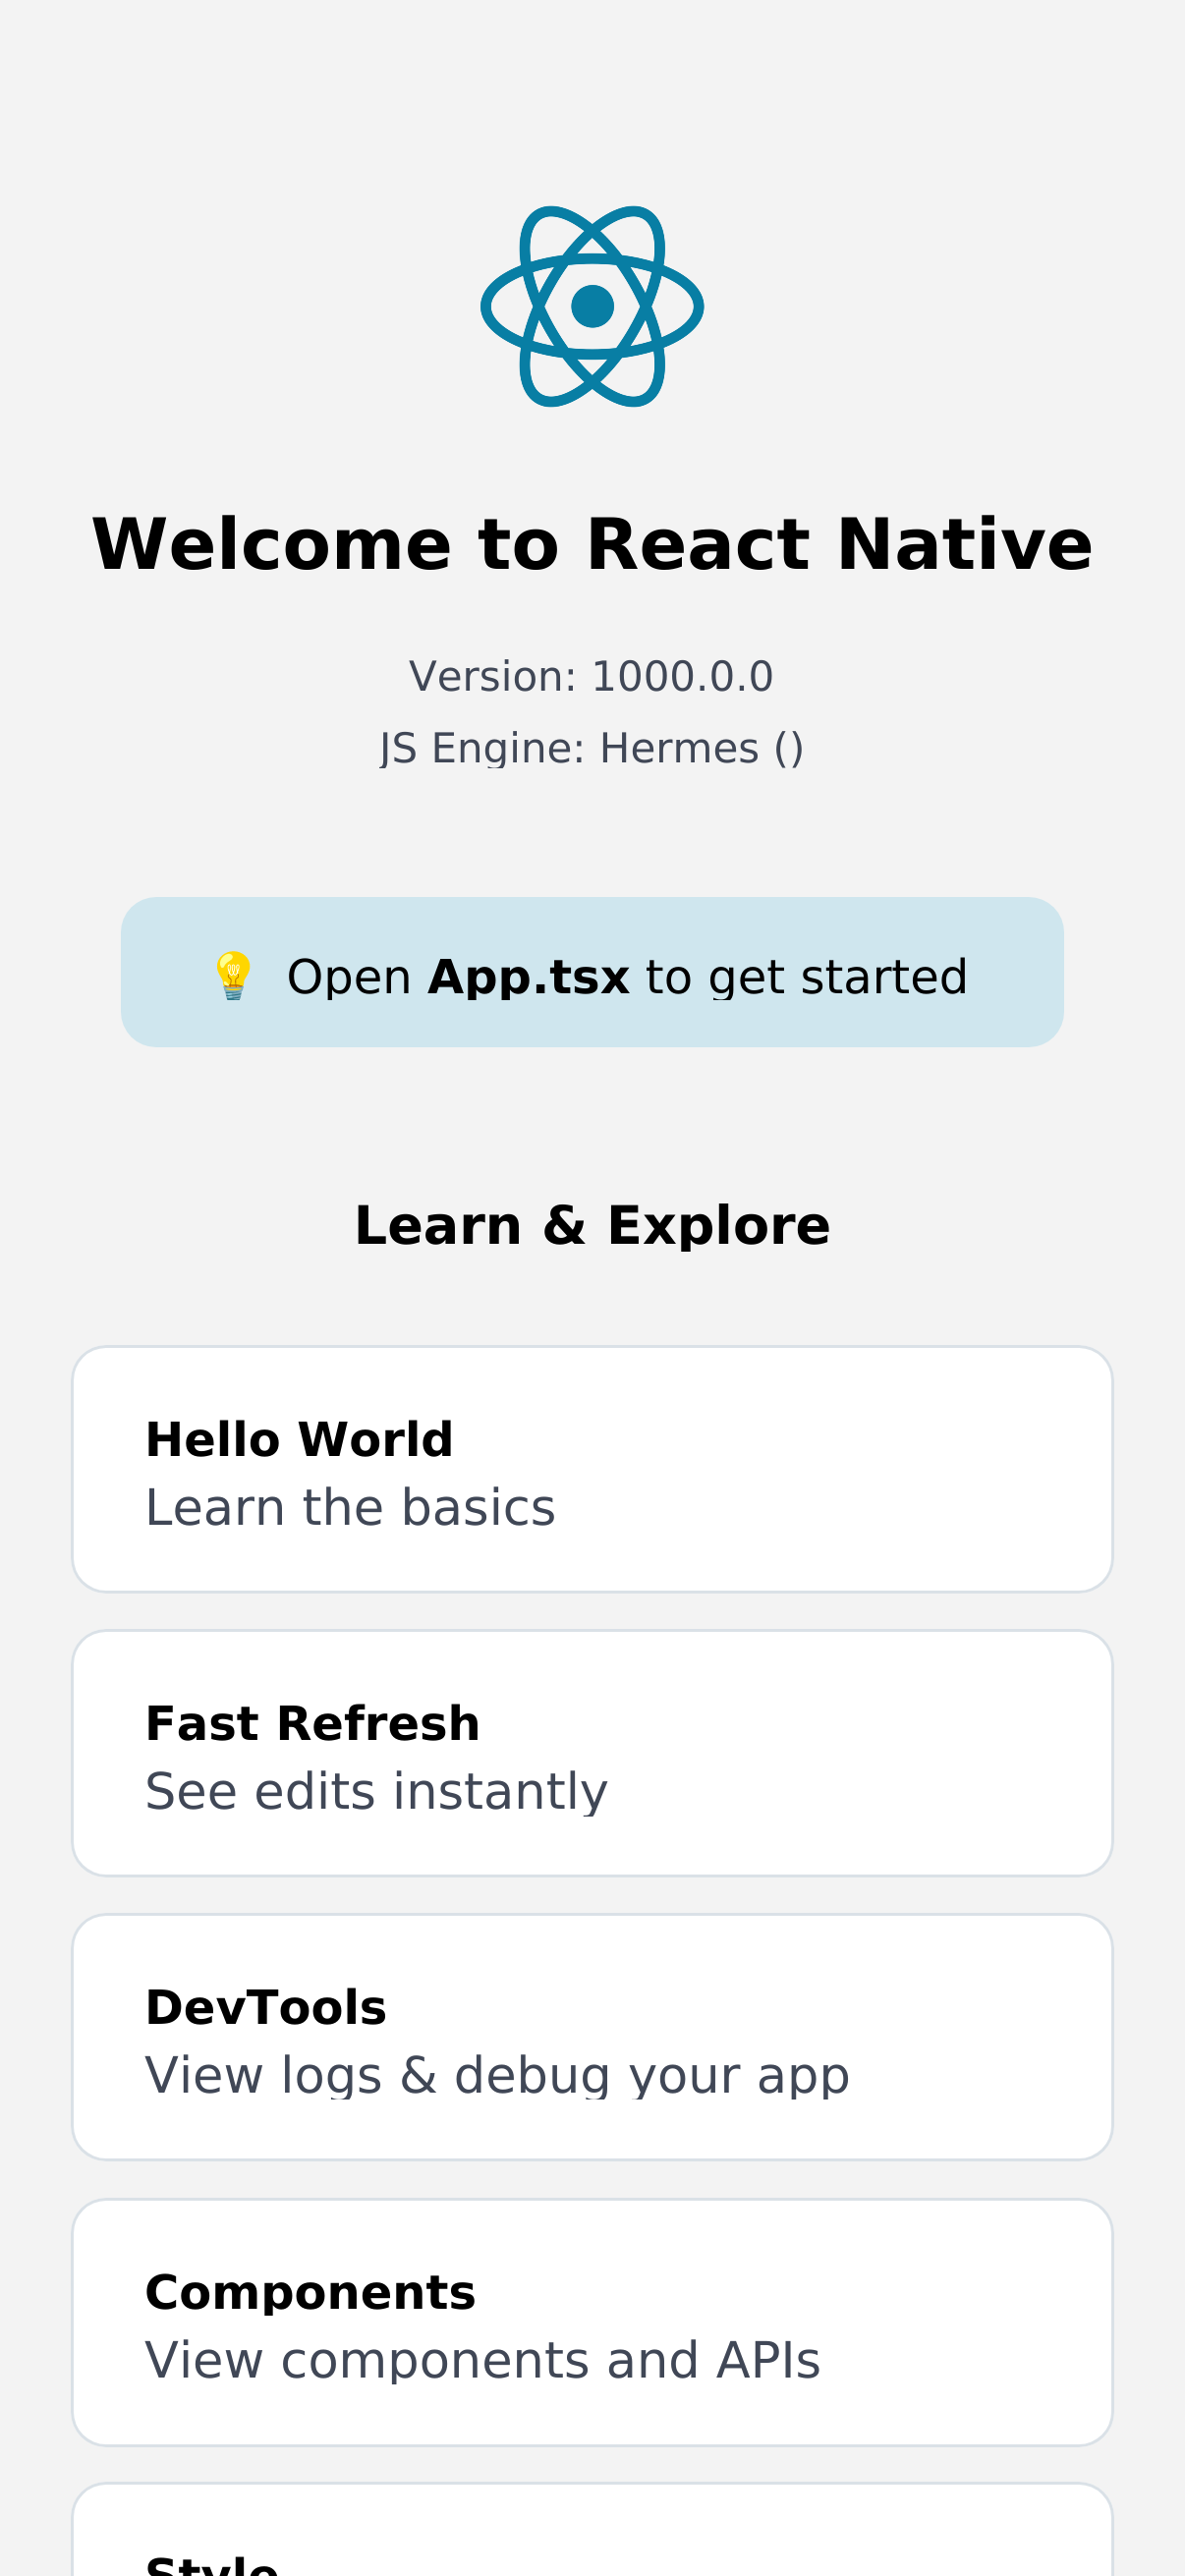 Welcome to React Native
Version: 1000.0.0
JS Engine: Hermes ()
💡 Open App.tsx to get started
Learn & Explore
Hello World
Learn the basics
Fast Refresh
See edits instantly
DevTools
View logs & debug your app
Components
View components and APIs
Style